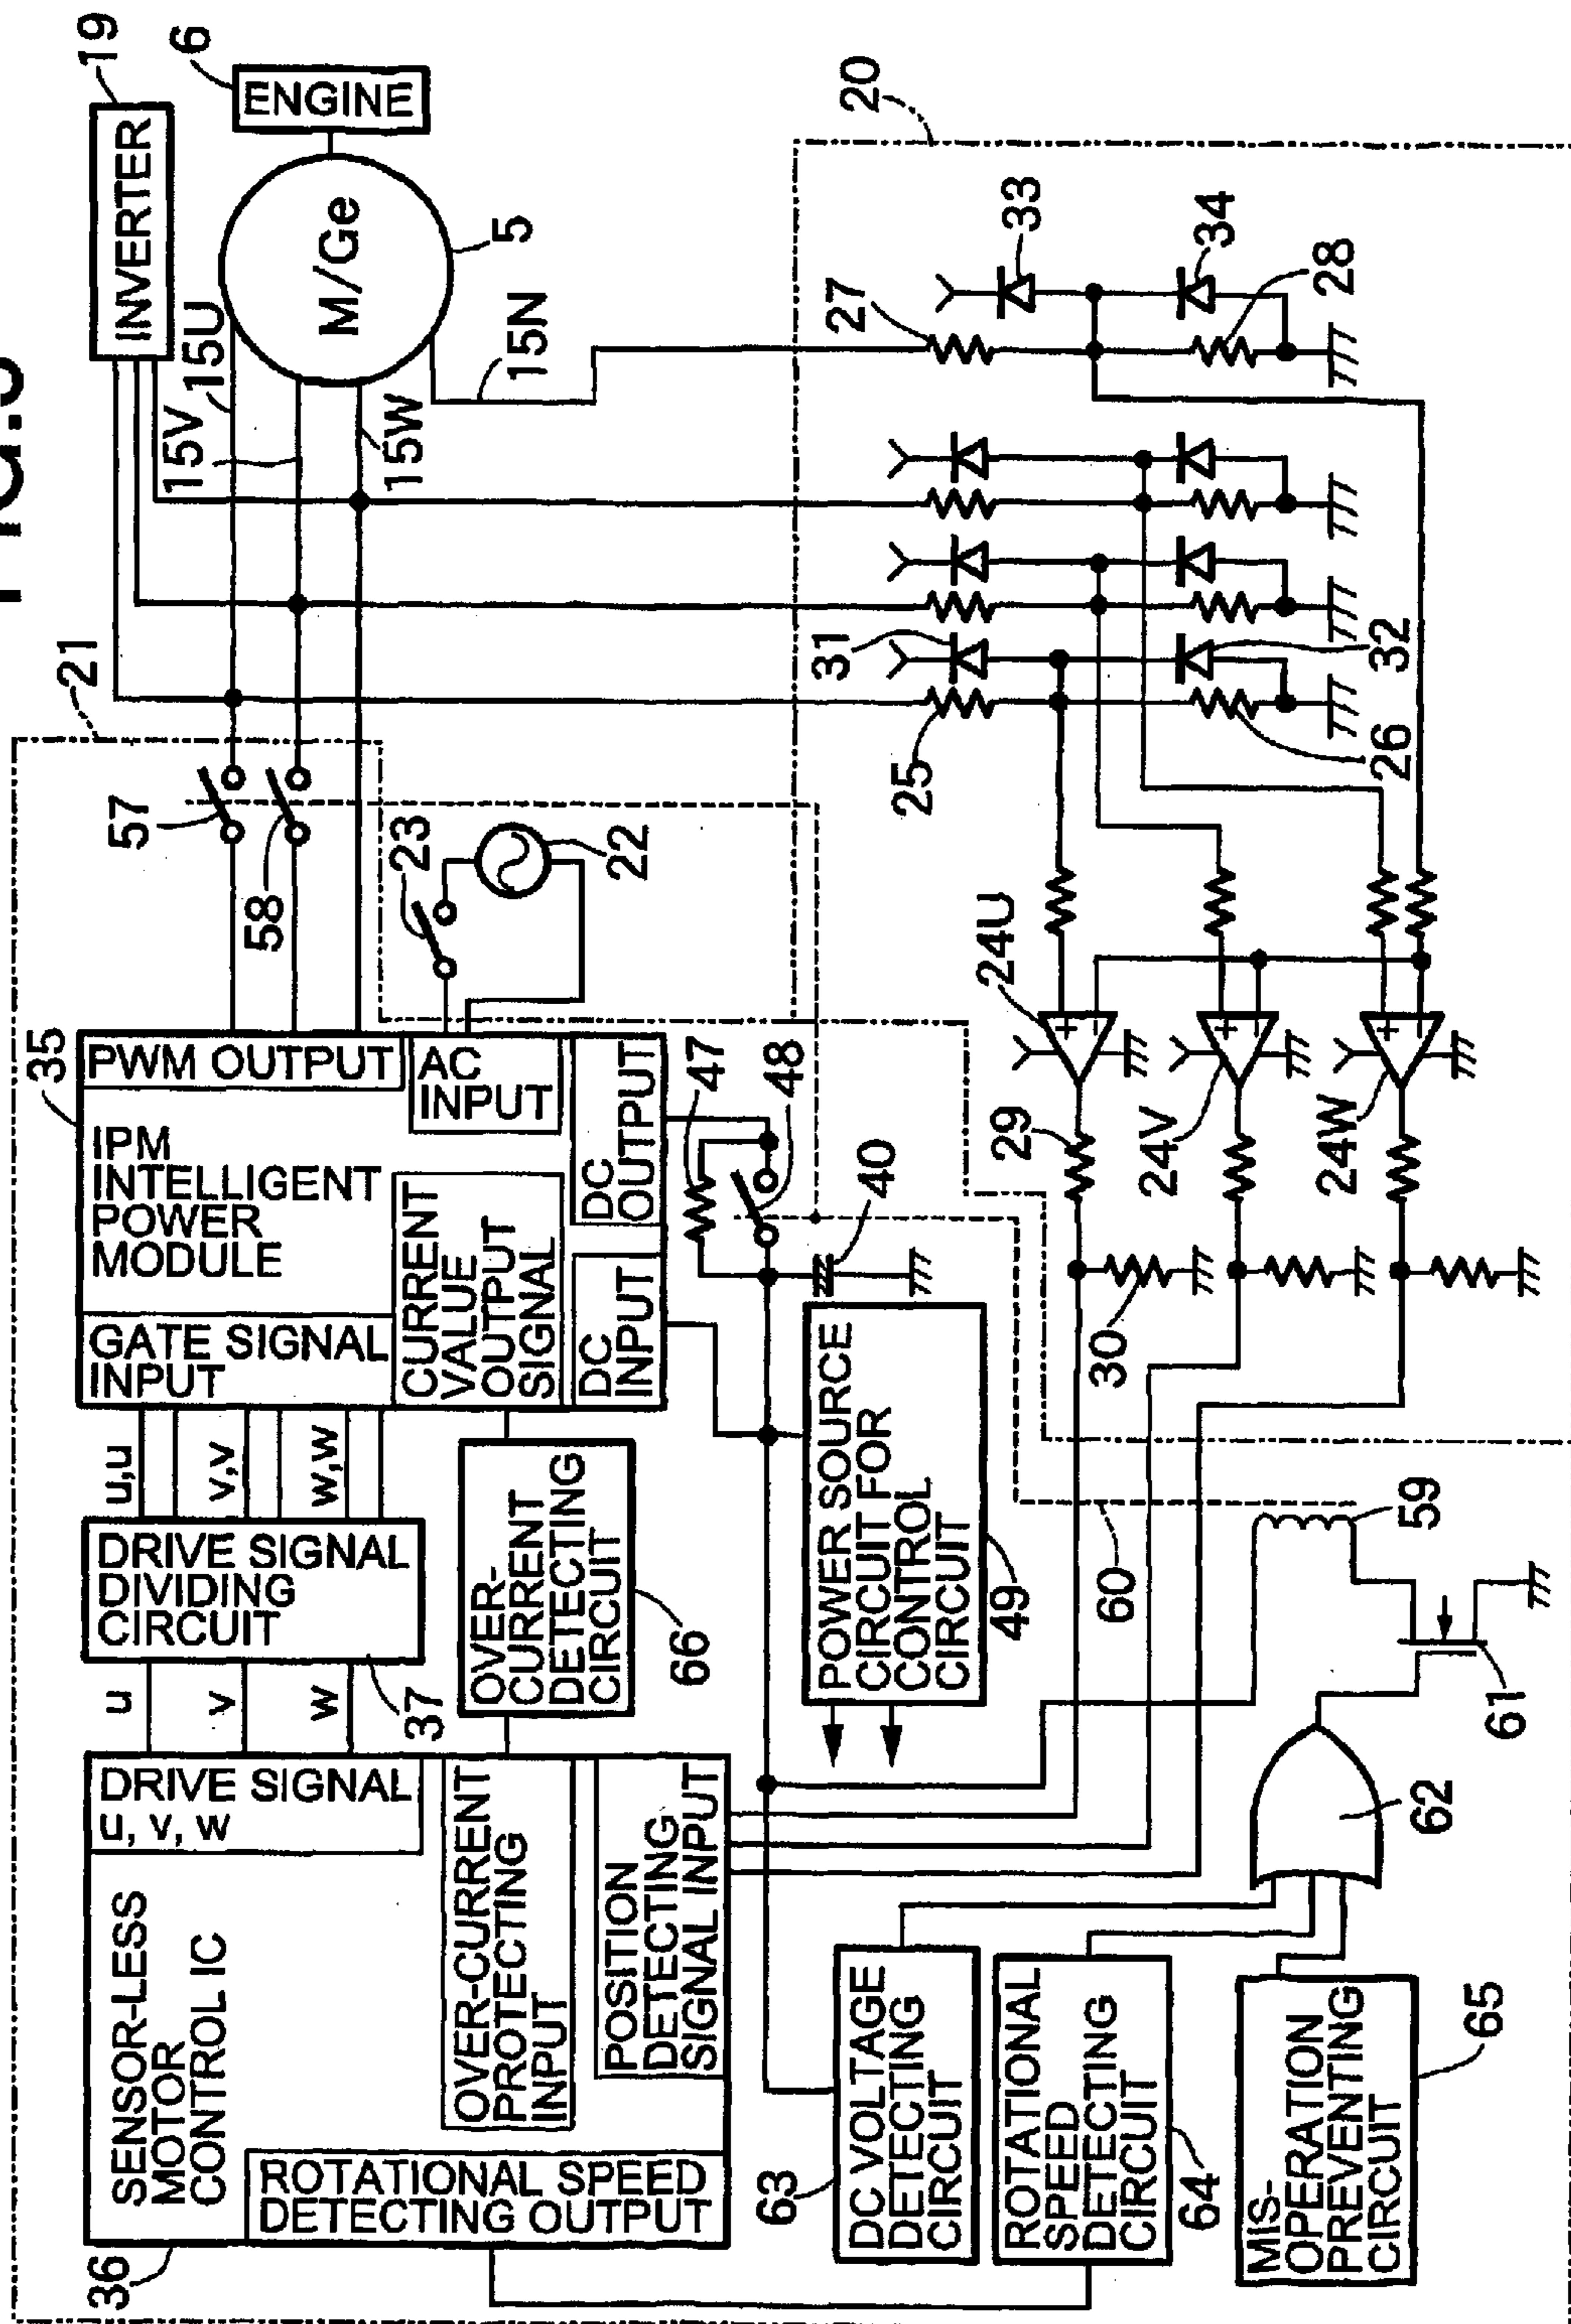 19
6
INVERTER
ENGINE
M/Ge
5
15U
15V
15W
15N
20
21
57
58
23
22
27
33
34
28
31
32
25
26
35
PWM OUTPUT
AC
INPUT
IPM
INTELLIGENT
POWER
MODULE
DC
OUTPUT
CURRENT
VALUE
OUTPUT
SIGNAL
GATE SIGNAL
INPUT
DC
INPUT
47
48
40
24U
24V
24W
29
30
u,u
v,v
w,w
DRIVE SIGNAL
DIVIDING
CIRCUIT
37
OVER-
CURRENT
DETECTING
CIRCUIT
66
POWER SOURCE
CIRCUIT FOR
CONTROL
CIRCUIT
49
60
59
61
62
u
v
w
DRIVE SIGNAL
u, v, w
SENSOR-LESS
MOTOR
CONTROL IC
OVER-CURRENT
PROTECTING
INPUT
POSITION
DETECTING
SIGNAL INPUT
ROTATIONAL SPEED
DETECTING OUTPUT
36
63
DC VOLTAGE
DETECTING
CIRCUIT
ROTATIONAL
SPEED
DETECTING
CIRCUIT
64
MIS-
OPERATION
PREVENTING
CIRCUIT
65